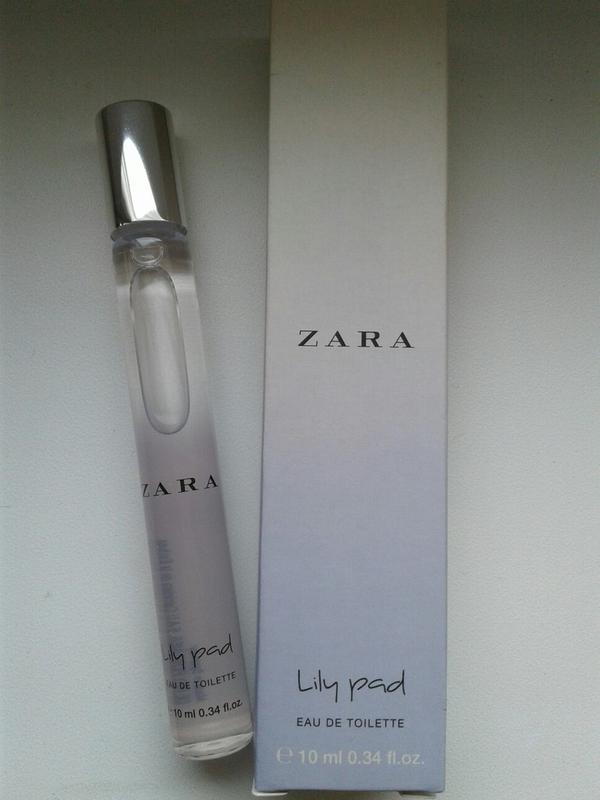 ZARA
Lily pad
EAU DE TOILETTE
10 ml 0.34 fl.oz.
ZARA
Lily pad
EAU DE TOILETTE
℮ 10 ml 0.34 fl.oz.